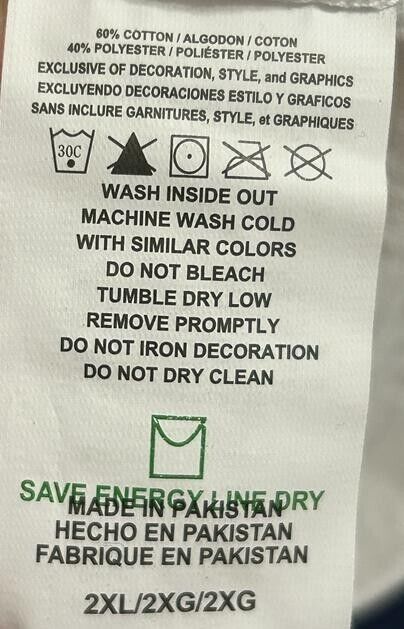 60% COTTON / ALGODON / COTON
40% POLYESTER / POLIÉSTER / POLYESTER
EXCLUSIVE OF DECORATION, STYLE, and GRAPHICS
EXCLUYENDO DECORACIONES ESTILO Y GRAFICOS
SANS INCLURE GARNITURES, STYLE, et GRAPHIQUES
30C
WASH INSIDE OUT
MACHINE WASH COLD
WITH SIMILAR COLORS
DO NOT BLEACH
TUMBLE DRY LOW
REMOVE PROMPTLY
DO NOT IRON DECORATION
DO NOT DRY CLEAN
SAVE ENERGY LINE DRY
MADE IN PAKISTAN
HECHO EN PAKISTAN
FABRIQUE EN PAKISTAN
2XL/2XG/2XG